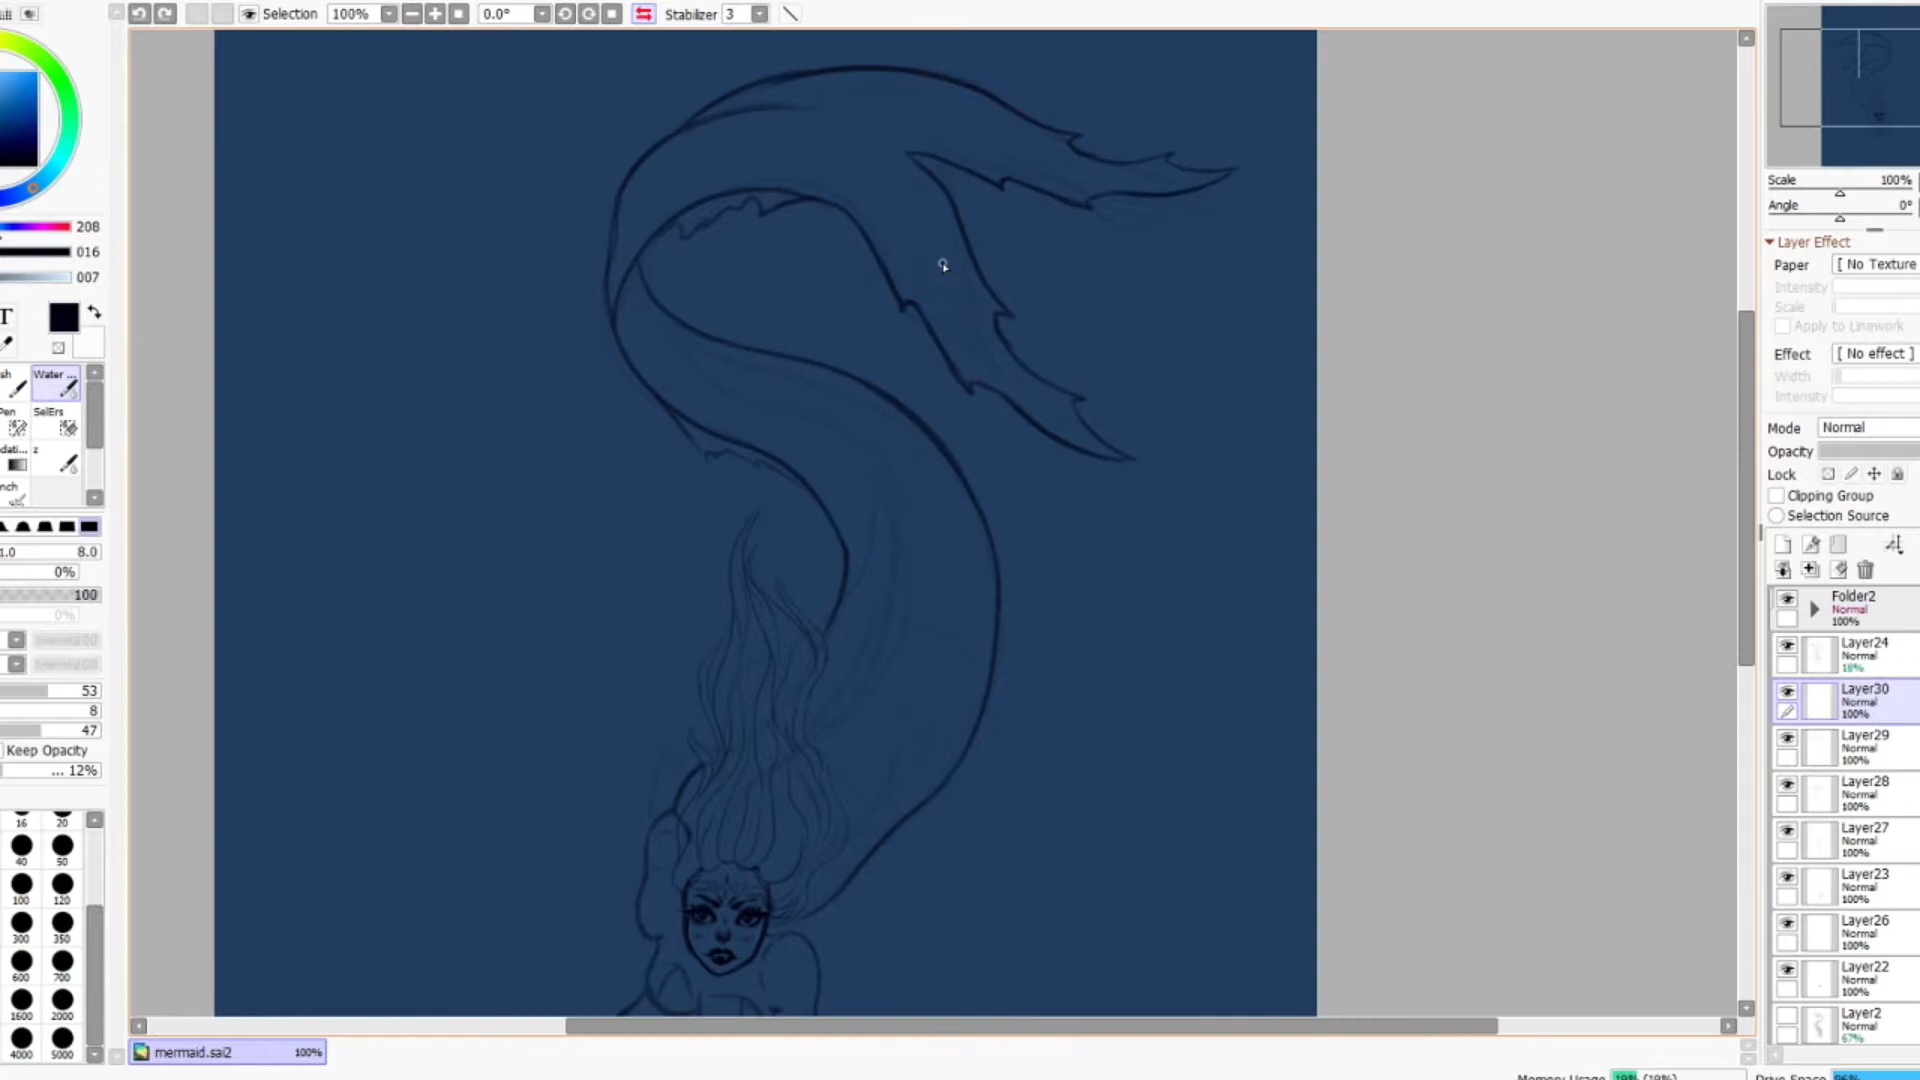 Selection 100% 0.0° Stabilizer 3
208
016
007
T
Water ...
Pen SelErs
z
1.0 8.0
0%
100
0%
53
8
47
Keep Opacity
... 12%
16 20
40 50
100 120
300 350
600 700
1600 2000
4000 5000
mermaid.sai2 100%
Scale 100%
Angle 0°
Layer Effect
Paper [ No Texture
Intensity
Scale
Apply to Linework
Effect [ No effect ]
Width
Intensity
Mode Normal
Opacity
Lock
Clipping Group
Selection Source
Folder2
Normal
100%
Layer24
Normal
18%
Layer30
Normal
100%
Layer29
Normal
100%
Layer28
Normal
100%
Layer27
Normal
100%
Layer23
Normal
100%
Layer26
Normal
100%
Layer22
Normal
100%
Layer2
Normal
67%
Memory Usage 19% (19%) Drive Space 96%